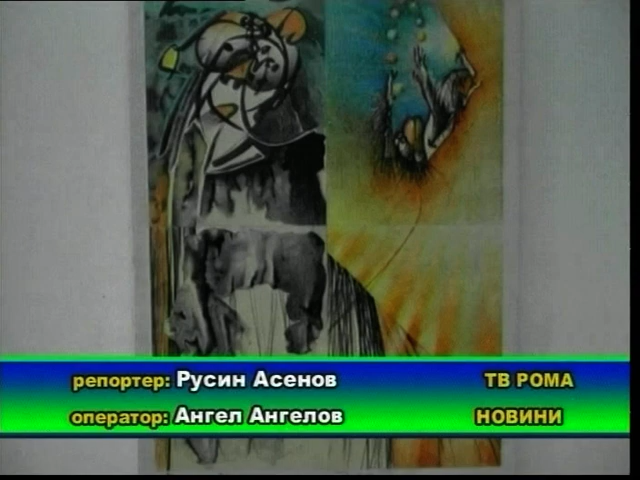 репортер: Русин Асенов ТВ РОМА
оператор: Ангел Ангелов НОВИНИ